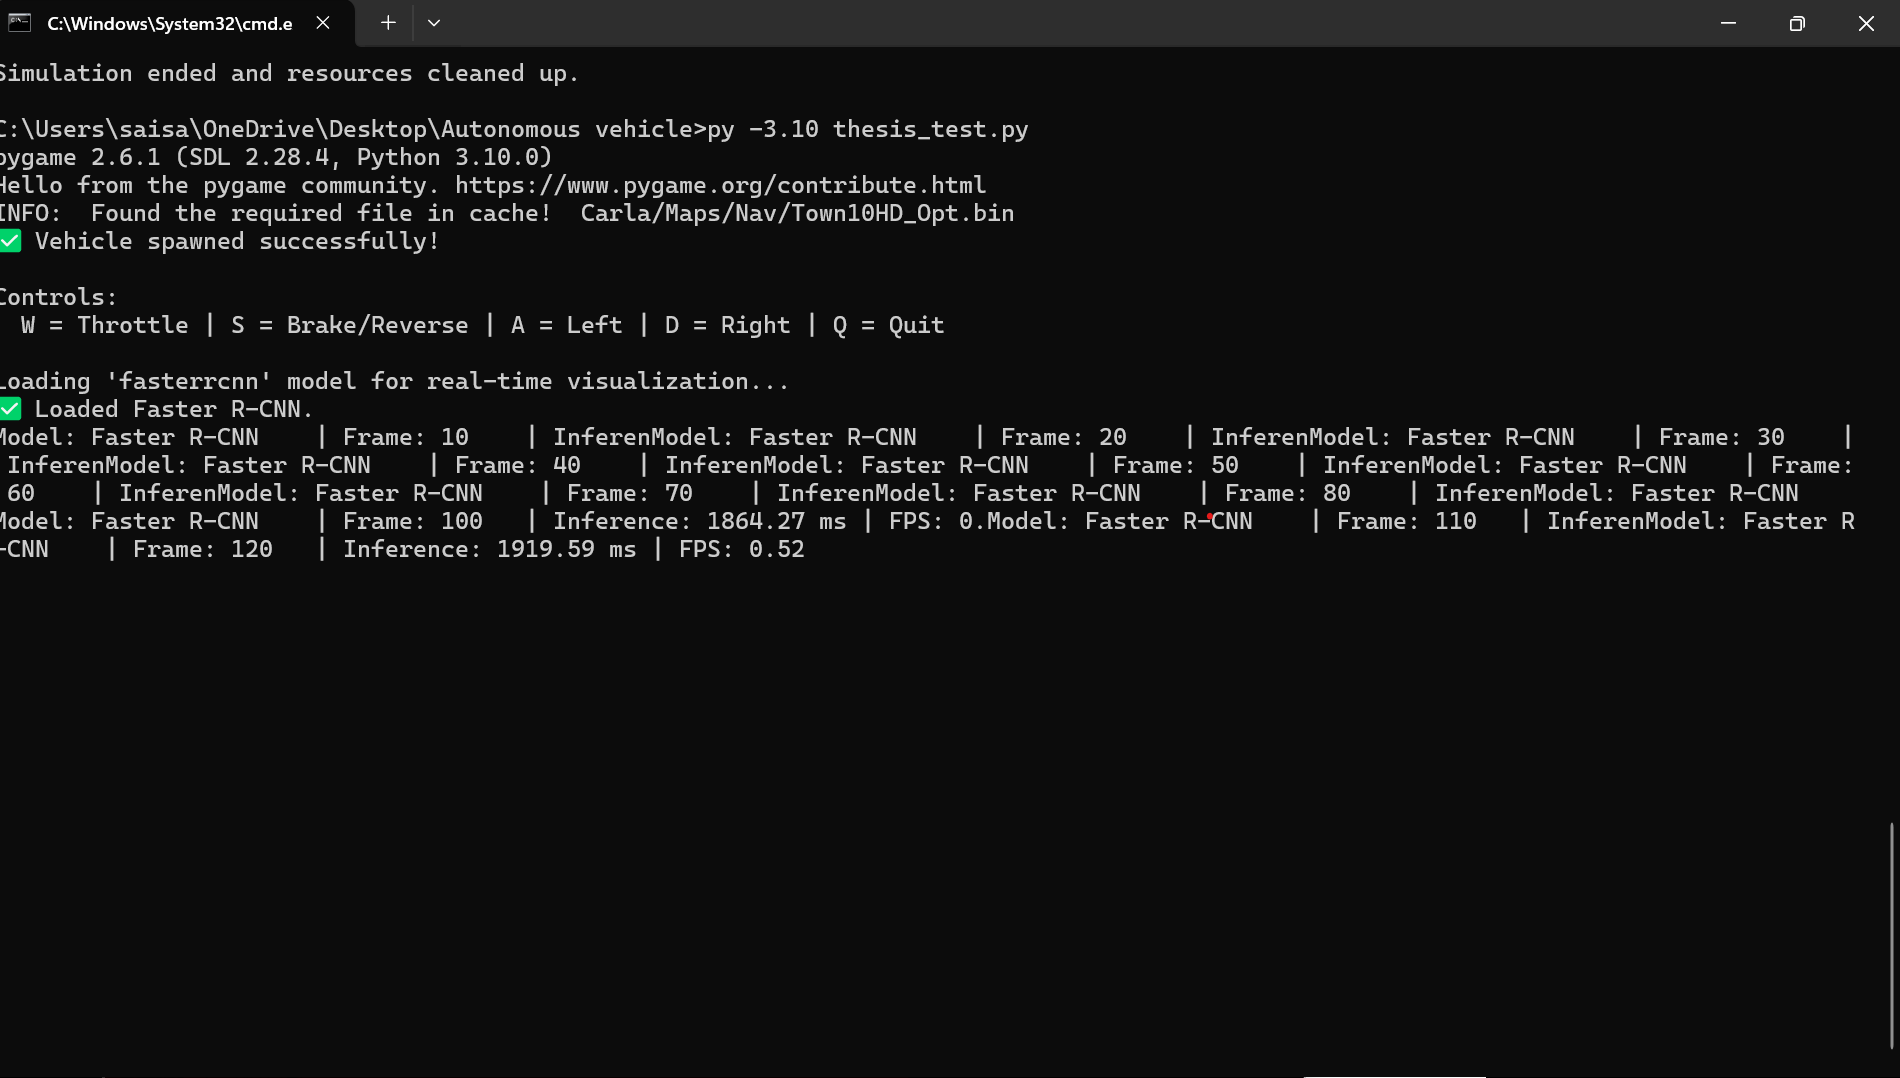 C:\Windows\System32\cmd.e
Simulation ended and resources cleaned up.
C:\Users\saisa\OneDrive\Desktop\Autonomous vehicle>py -3.10 thesis_test.py
pygame 2.6.1 (SDL 2.28.4, Python 3.10.0)
Hello from the pygame community. https://www.pygame.org/contribute.html
INFO:  Found the required file in cache!  Carla/Maps/Nav/Town10HD_Opt.bin
✅ Vehicle spawned successfully!
Controls:
  W = Throttle | S = Brake/Reverse | A = Left | D = Right | Q = Quit
Loading 'fasterrcnn' model for real-time visualization...
✅ Loaded Faster R-CNN.
Model: Faster R-CNN    | Frame: 10    | InferenModel: Faster R-CNN    | Frame: 20    | InferenModel: Faster R-CNN    | Frame: 30    |
 InferenModel: Faster R-CNN    | Frame: 40    | InferenModel: Faster R-CNN    | Frame: 50    | InferenModel: Faster R-CNN    | Frame:
 60    | InferenModel: Faster R-CNN    | Frame: 70    | InferenModel: Faster R-CNN    | Frame: 80    | InferenModel: Faster R-CNN
Model: Faster R-CNN    | Frame: 100   | Inference: 1864.27 ms | FPS: 0.Model: Faster R-CNN    | Frame: 110   | InferenModel: Faster R
-CNN    | Frame: 120   | Inference: 1919.59 ms | FPS: 0.52